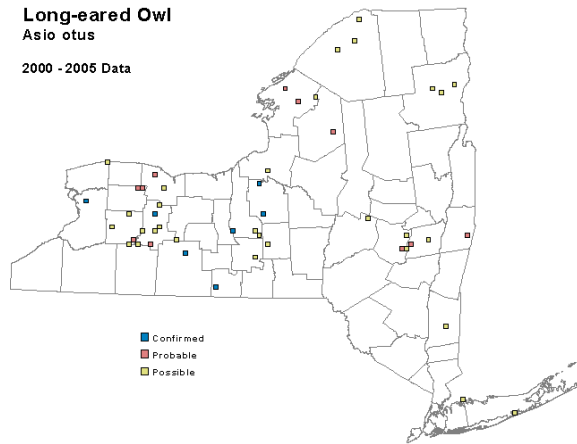 Long-eared Owl
Asio otus
2000 - 2005 Data
Confirmed
Probable
Possible